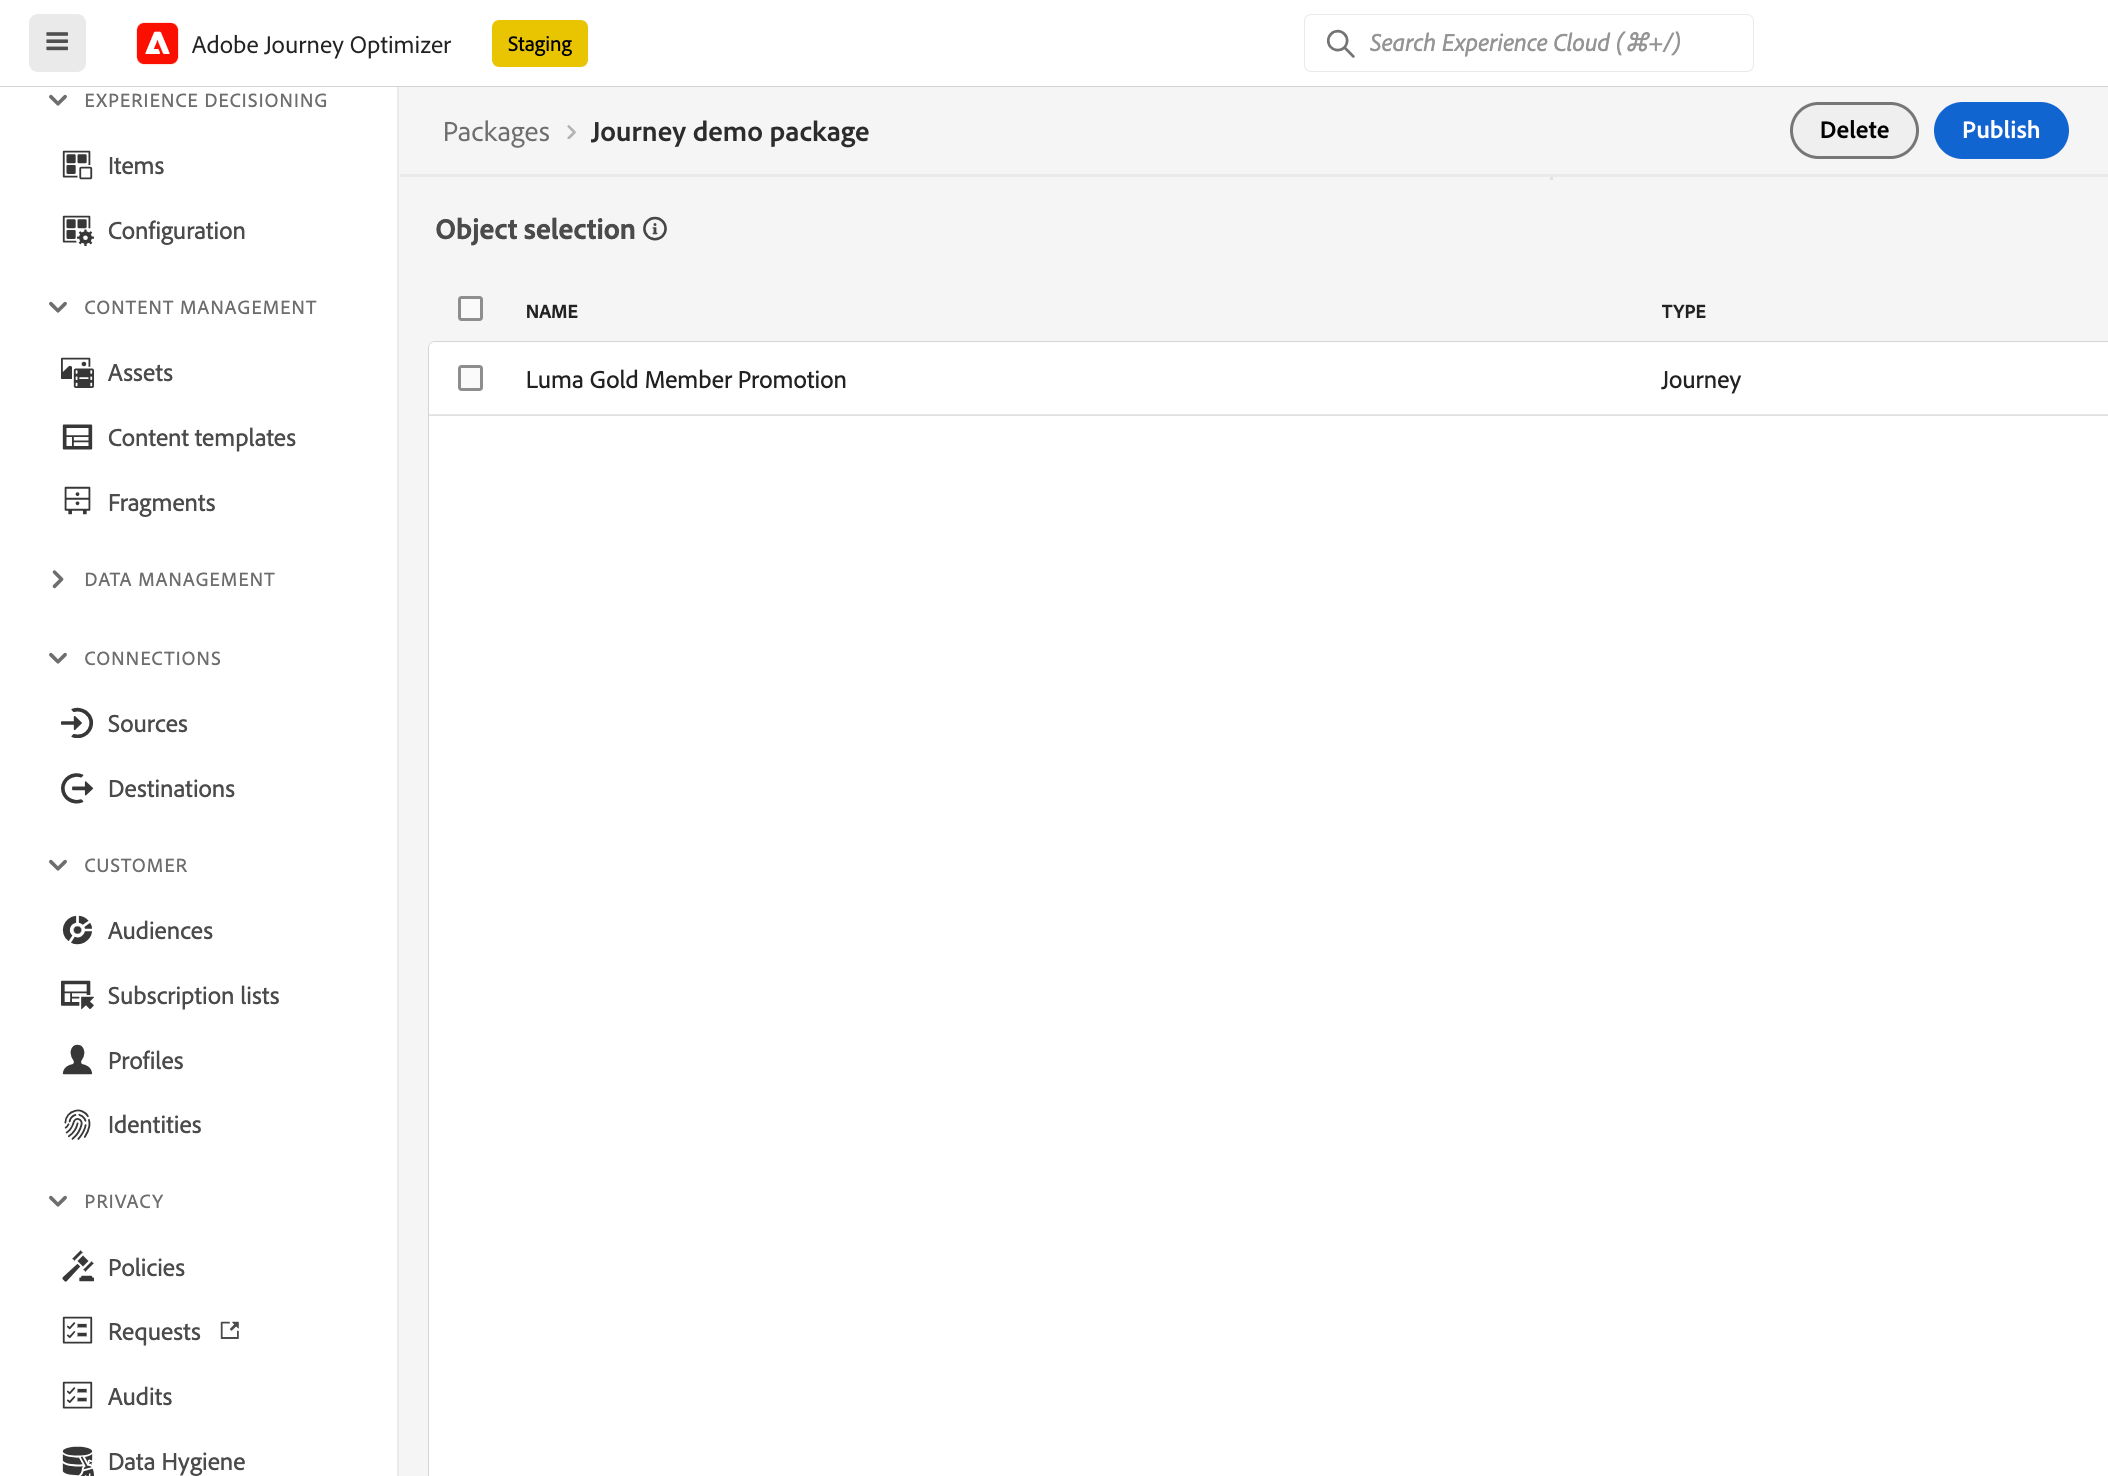 Adobe Journey Optimizer
Staging
Search Experience Cloud (⌘+/)
EXPERIENCE DECISIONING
Items
Configuration
CONTENT MANAGEMENT
Assets
Content templates
Fragments
DATA MANAGEMENT
CONNECTIONS
Sources
Destinations
CUSTOMER
Audiences
Subscription lists
Profiles
Identities
PRIVACY
Policies
Requests
Audits
Data Hygiene
Packages > Journey demo package
Delete
Publish
Object selection
NAME TYPE
Luma Gold Member Promotion Journey